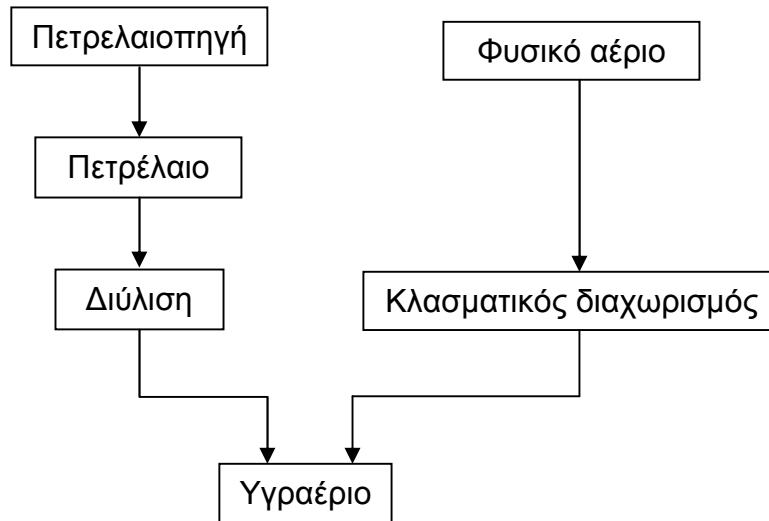 Πετρελαιοπηγή
Φυσικό αέριο
Πετρέλαιο
Διύλιση
Κλασματικός διαχωρισμός
Υγραέριο